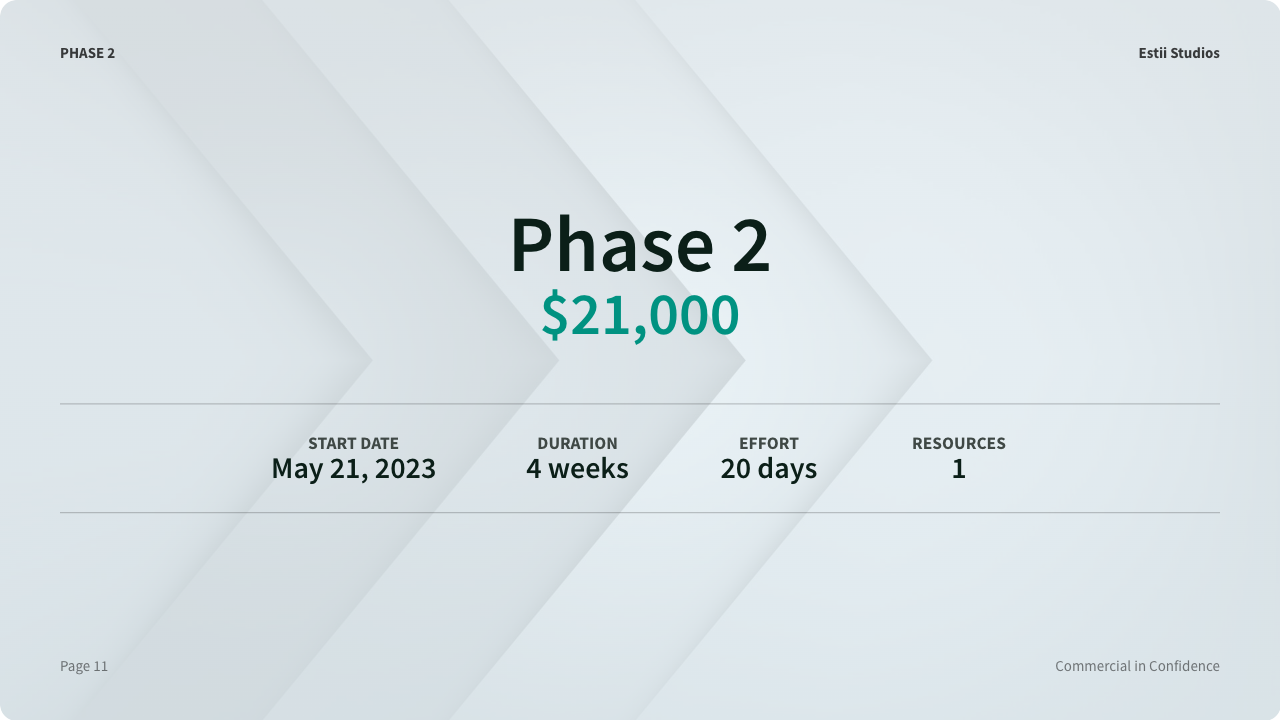 PHASE 2
Estii Studios
Phase 2
$21,000
START DATE
May 21, 2023
DURATION
4 weeks
EFFORT
20 days
RESOURCES
1
Page 11
Commercial in Confidence